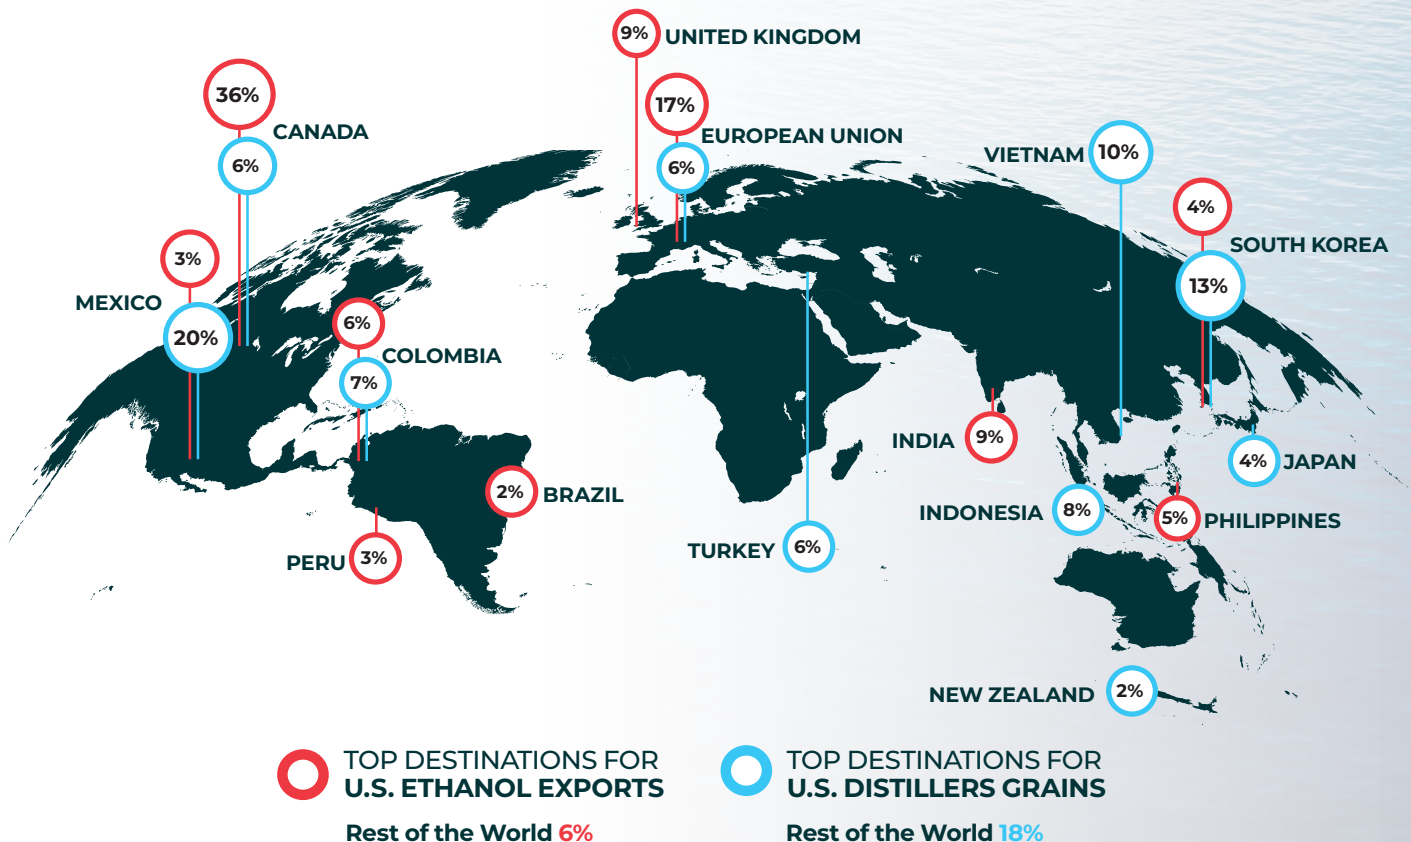 9% UNITED KINGDOM
36%
CANADA
6%
17%
EUROPEAN UNION
6%
VIETNAM 10%
4%
SOUTH KOREA
13%
3%
MEXICO
20%
6%
COLOMBIA
7%
INDIA 9%
4% JAPAN
2% BRAZIL
INDONESIA 8%
5% PHILIPPINES
TURKEY 6%
PERU 3%
NEW ZEALAND 2%
TOP DESTINATIONS FOR
U.S. ETHANOL EXPORTS
Rest of the World 6%
TOP DESTINATIONS FOR
U.S. DISTILLERS GRAINS
Rest of the World 18%